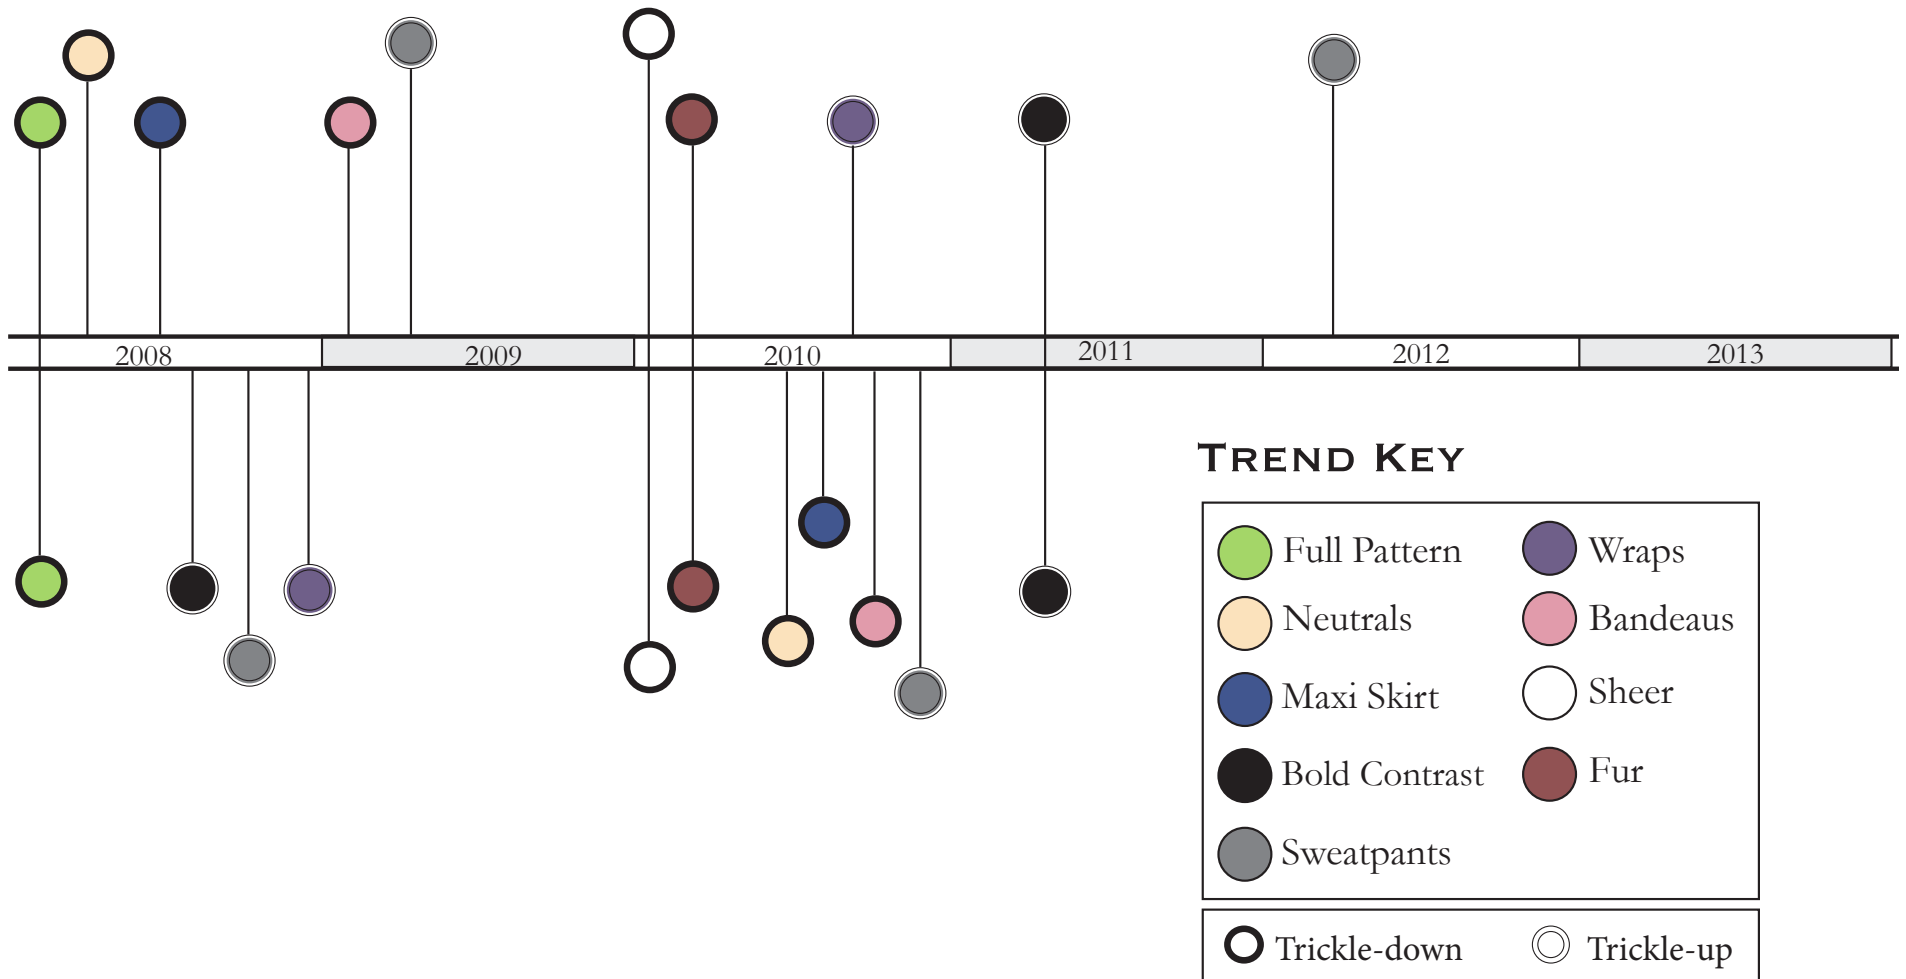 2008 2009 2010 2011 2012 2013
TREND KEY
Full Pattern Wraps
Neutrals Bandeaus
Maxi Skirt Sheer
Bold Contrast Fur
Sweatpants
Trickle-down Trickle-up